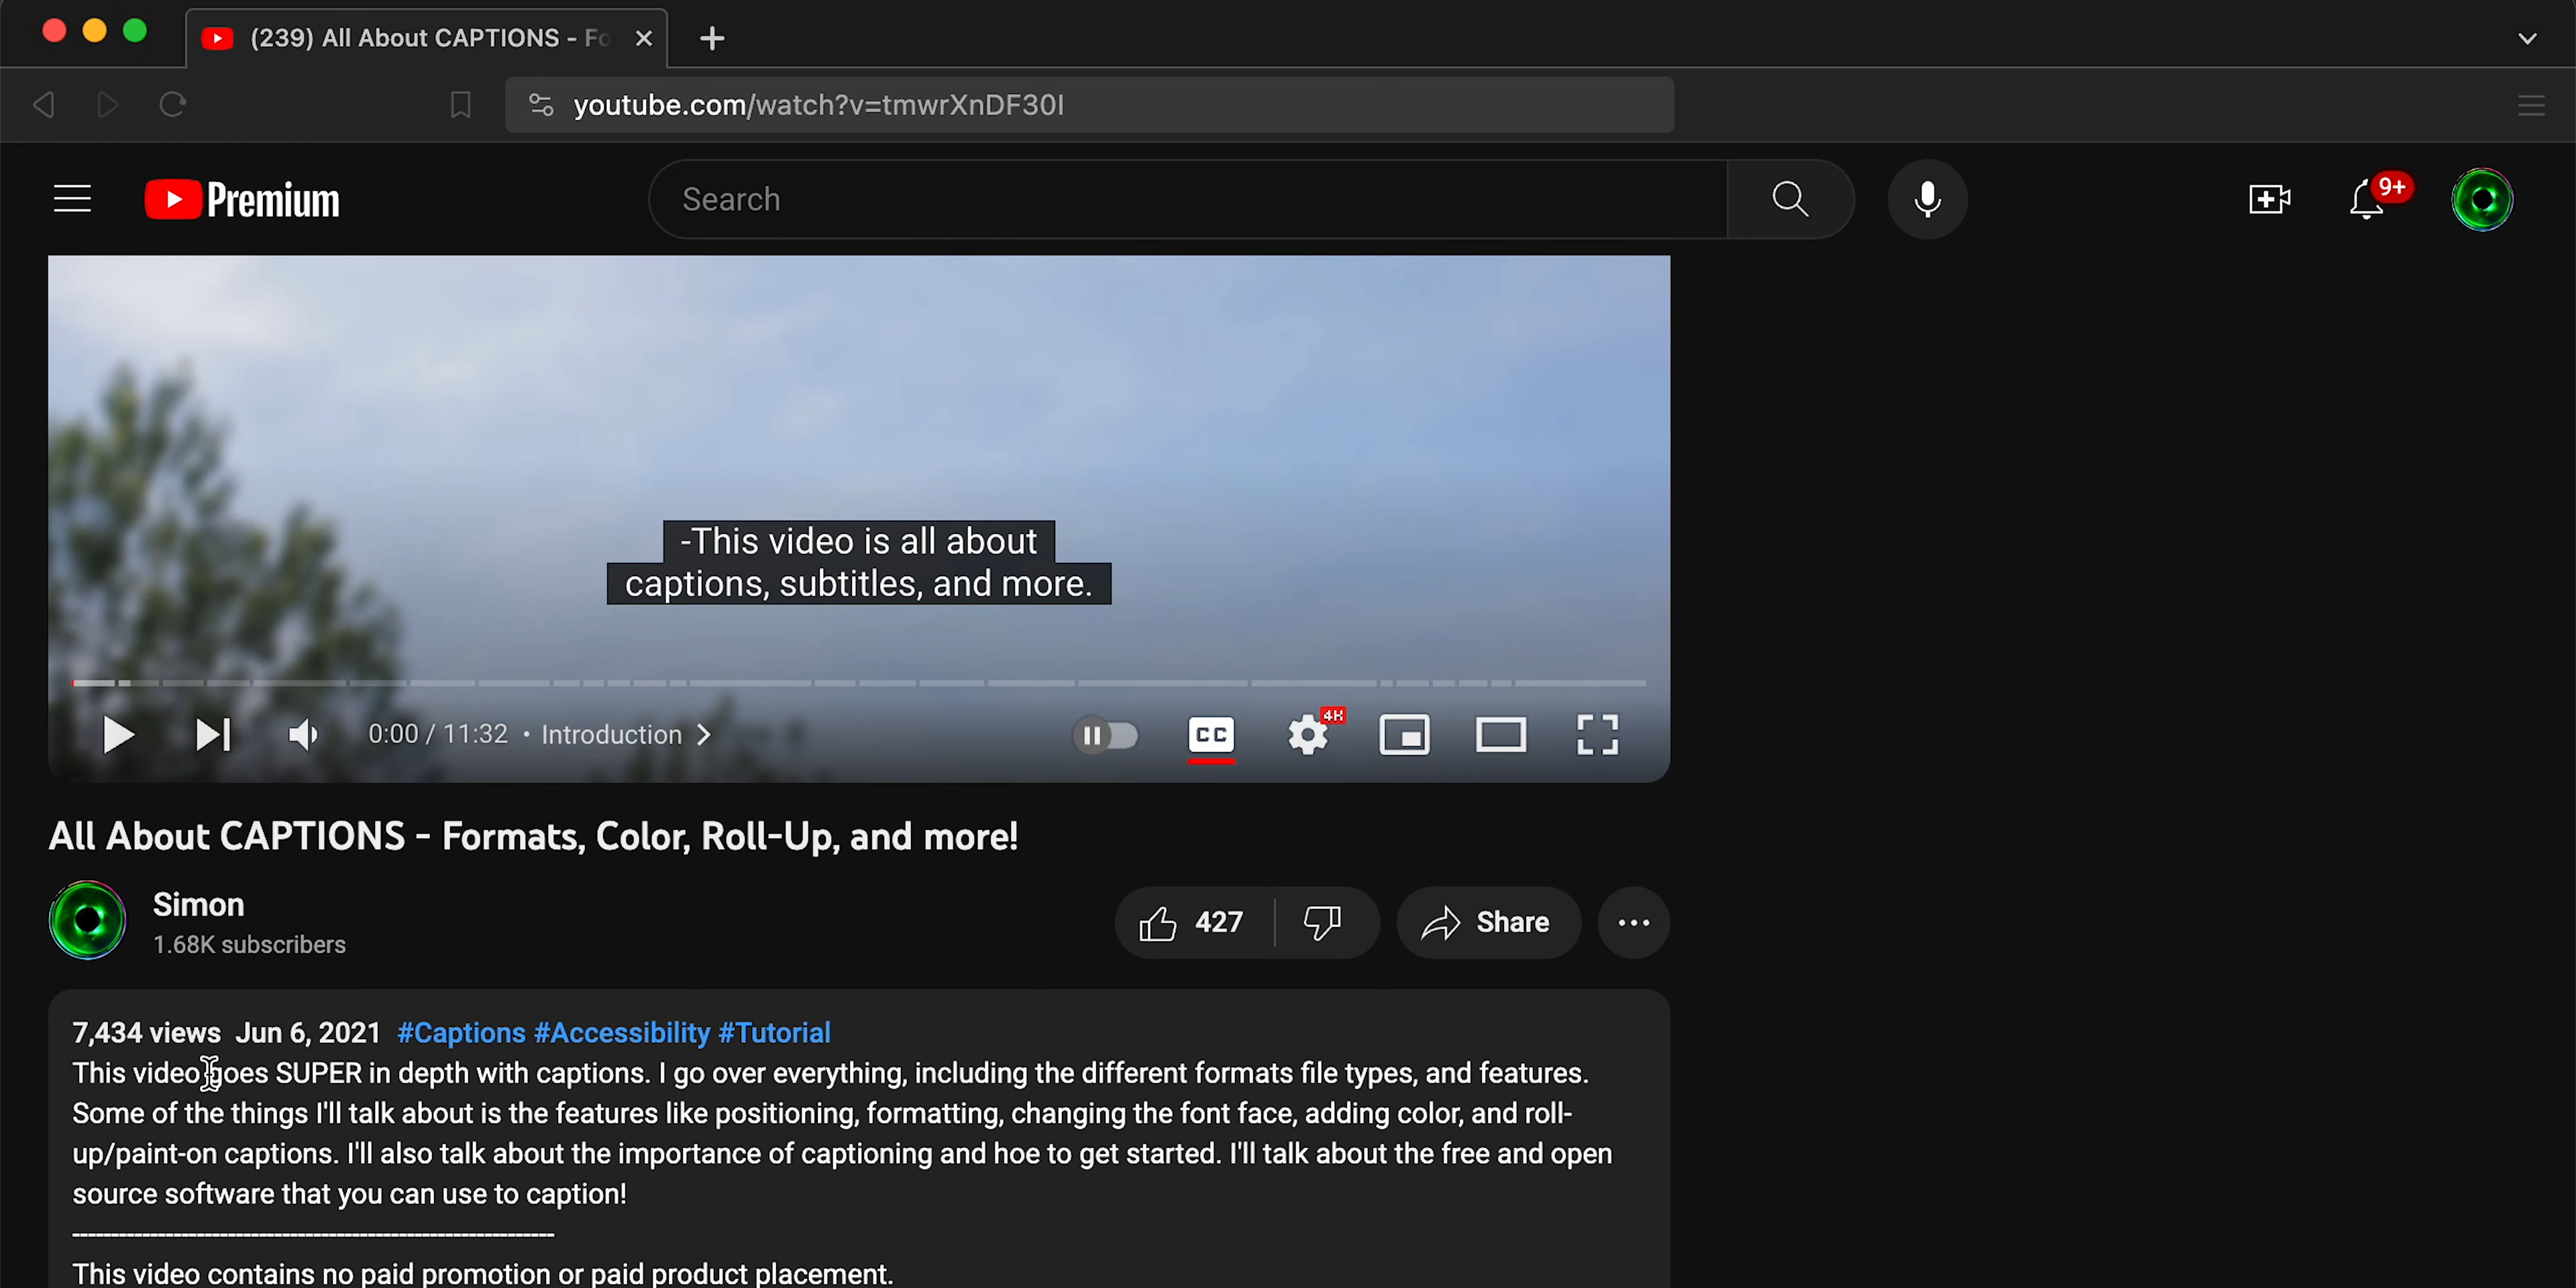 (239) All About CAPTIONS - Fo
youtube.com/watch?v=tmwrXnDF30I
Premium
Search
9+
-This video is all about
captions, subtitles, and more.
0:00 / 11:32 • Introduction
CC
4K
All About CAPTIONS - Formats, Color, Roll-Up, and more!
Simon
1.68K subscribers
427
Share
7,434 views Jun 6, 2021 #Captions #Accessibility #Tutorial
This video goes SUPER in depth with captions. I go over everything, including the different formats file types, and features.
Some of the things I'll talk about is the features like positioning, formatting, changing the font face, adding color, and roll-
up/paint-on captions. I'll also talk about the importance of captioning and hoe to get started. I'll talk about the free and open
source software that you can use to caption!
--------------------------------------------------------------
This video contains no paid promotion or paid product placement.